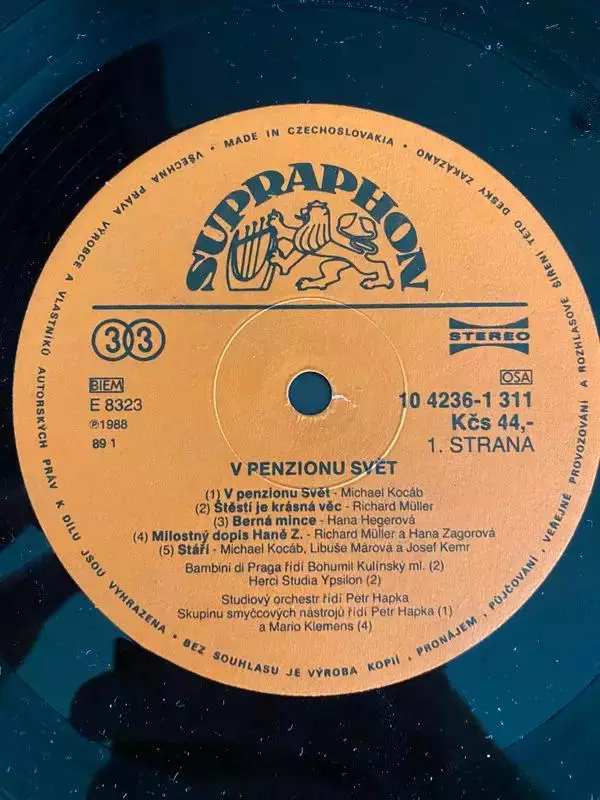 • MADE IN CZECHOSLOVAKIA • VŠECHNA PRÁVA VÝROBCE A VLASTNÍKŮ AUTORSKÝCH PRÁV K DÍLU JSOU VYHRAZENA • BEZ SOUHLASU JE VÝROBA KOPIÍ, PRONÁJEM, PŮJČOVÁNÍ, VEŘEJNÉ PROVOZOVÁNÍ A ROZHLASOVÉ ŠÍŘENÍ TÉTO DESKY ZAKÁZÁNO
SUPRAPHON
33
STEREO
BIEM
OSA
E 8323
10 4236-1 311
℗1988
Kčs 44,-
89 1
1. STRANA
V PENZIONU SVĚT
(1) V penzionu Svět - Michael Kocáb
(2) Štěstí je krásná věc - Richard Müller
(3) Berná mince - Hana Hegerová
(4) Milostný dopis Haně Z. - Richard Müller a Hana Zagorová
(5) Stáří - Michael Kocáb, Libuše Márová a Josef Kemr
Bambini di Praga řídí Bohumil Kulínský ml. (2)
Herci Studia Ypsilon (2)
Studiový orchestr řídí Petr Hapka
Skupinu smyčcových nástrojů řídí Petr Hapka (1)
a Mario Klemens (4)